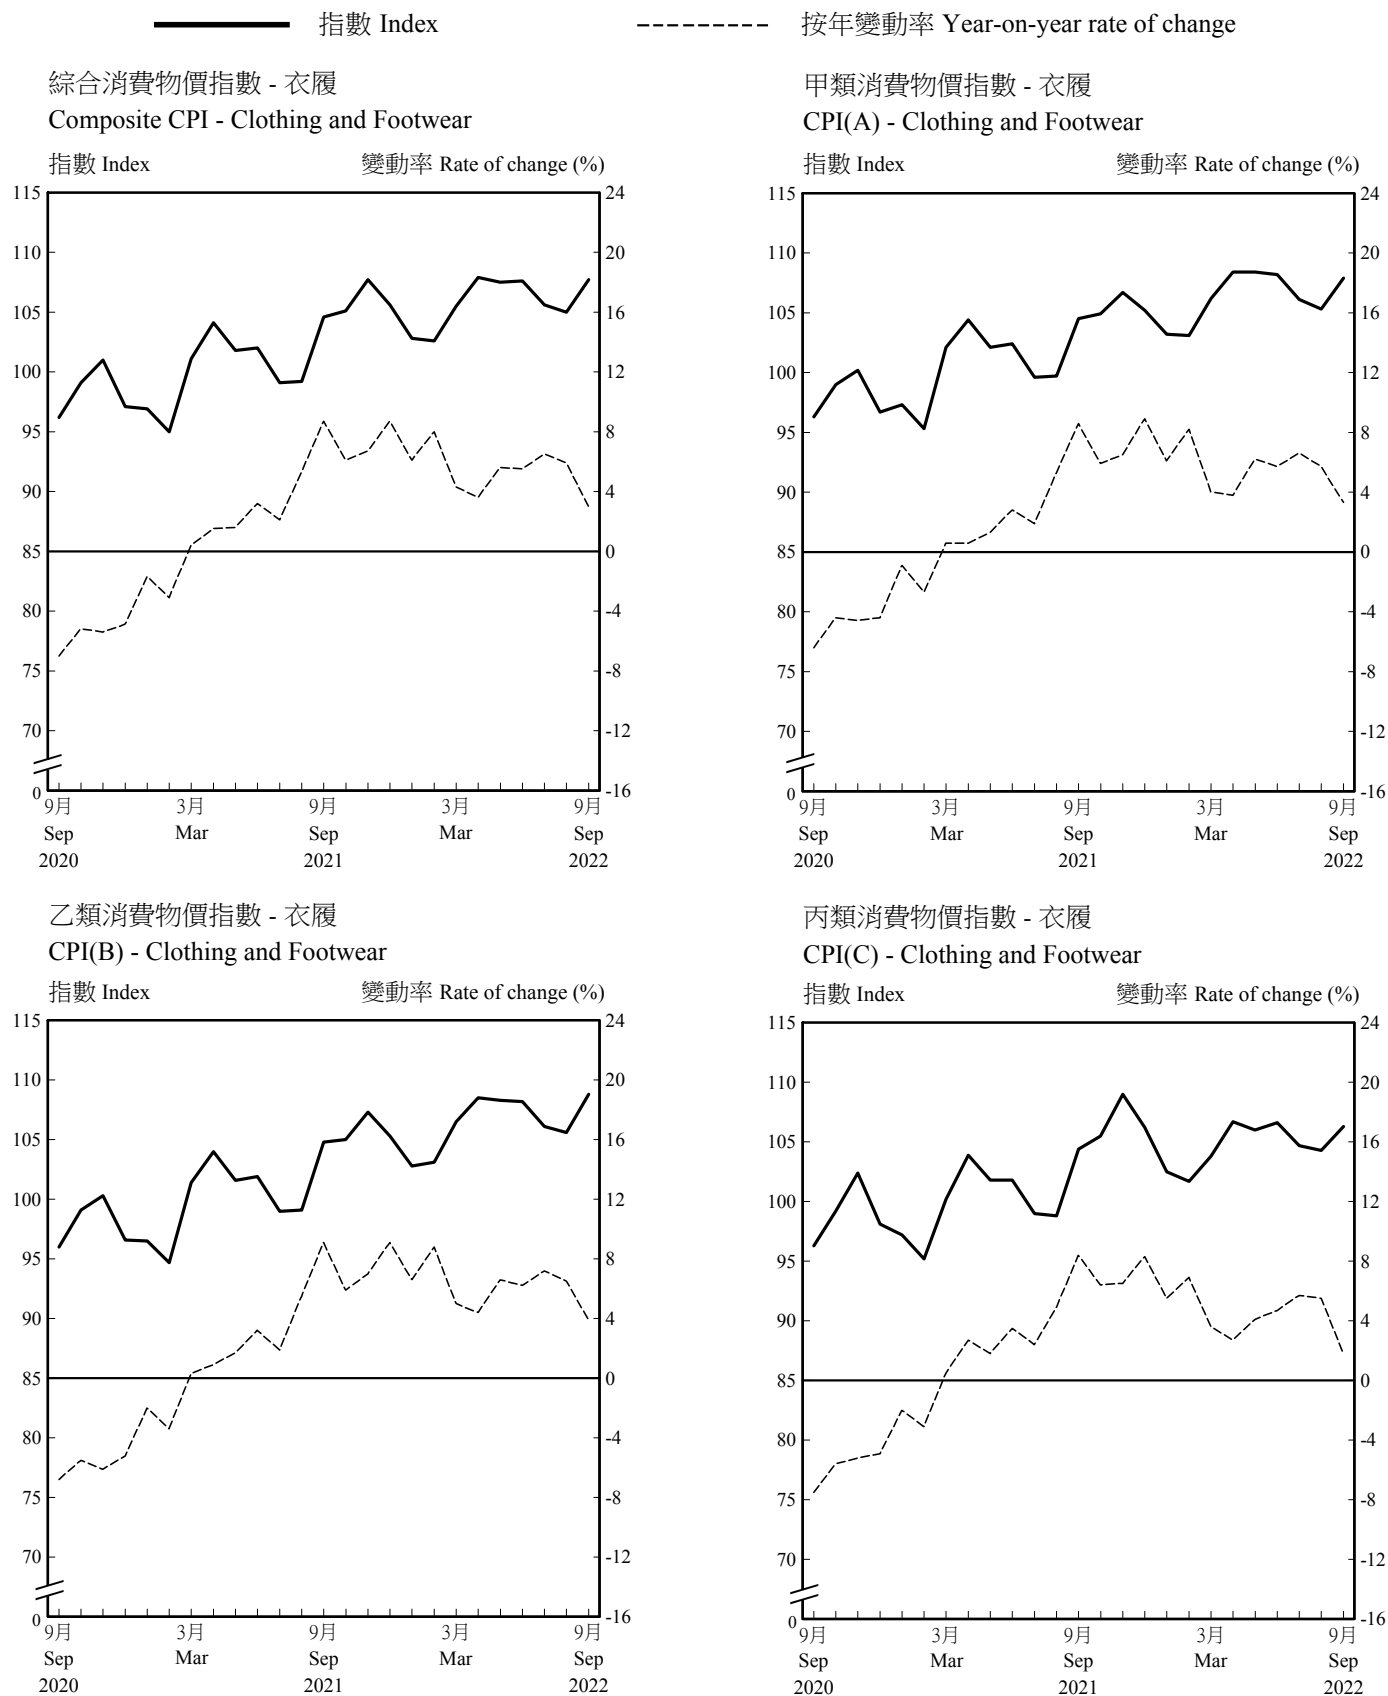 指數 Index
按年變動率 Year-on-year rate of change
綜合消費物價指數 - 衣履
Composite CPI - Clothing and Footwear
指數 Index
變動率 Rate of change (%)
115
110
105
100
95
90
85
80
75
70
0
24
20
16
12
8
4
0
-4
-8
-12
-16
9月 3月 9月 3月 9月
Sep Mar Sep Mar Sep
2020 2021 2022
甲類消費物價指數 - 衣履
CPI(A) - Clothing and Footwear
指數 Index
變動率 Rate of change (%)
115
110
105
100
95
90
85
80
75
70
0
24
20
16
12
8
4
0
-4
-8
-12
-16
9月 3月 9月 3月 9月
Sep Mar Sep Mar Sep
2020 2021 2022
乙類消費物價指數 - 衣履
CPI(B) - Clothing and Footwear
指數 Index
變動率 Rate of change (%)
115
110
105
100
95
90
85
80
75
70
0
24
20
16
12
8
4
0
-4
-8
-12
-16
9月 3月 9月 3月 9月
Sep Mar Sep Mar Sep
2020 2021 2022
丙類消費物價指數 - 衣履
CPI(C) - Clothing and Footwear
指數 Index
變動率 Rate of change (%)
115
110
105
100
95
90
85
80
75
70
0
24
20
16
12
8
4
0
-4
-8
-12
-16
9月 3月 9月 3月 9月
Sep Mar Sep Mar Sep
2020 2021 2022